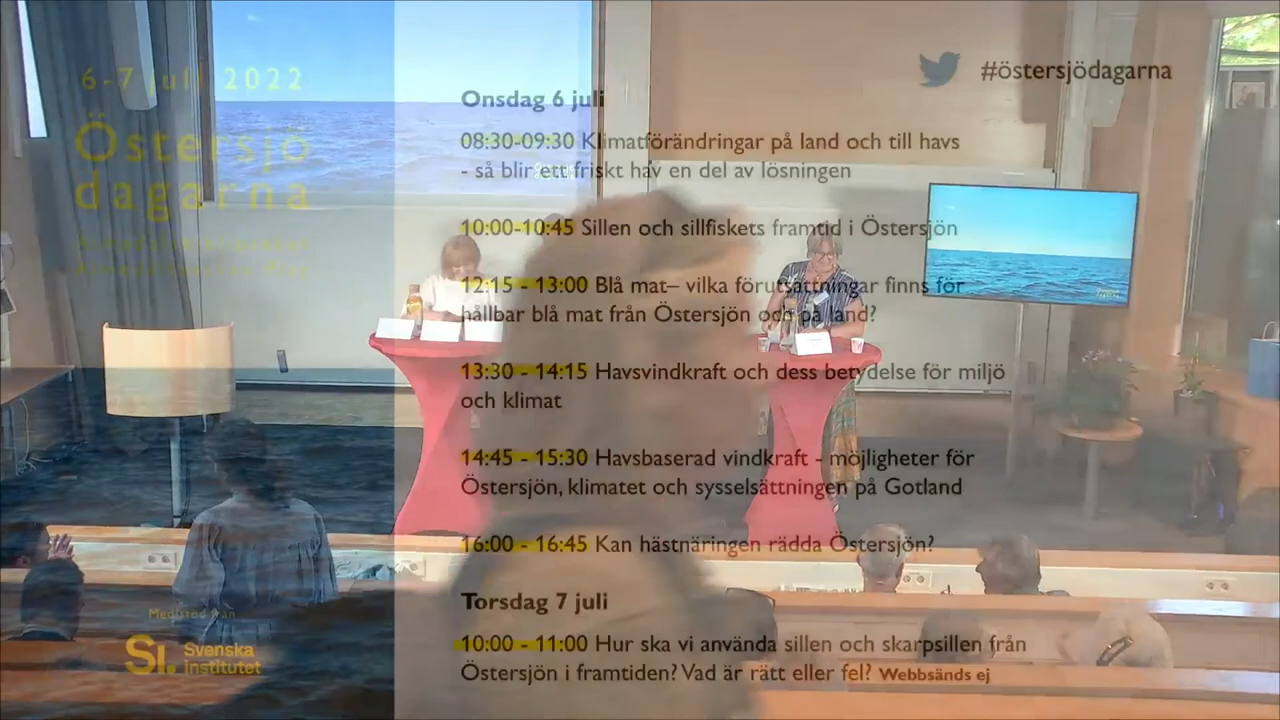 6-7 juli 2022
Östersjö
dagarna
#östersjödagarna
Onsdag 6 juli
08:30-09:30 Klimatförändringar på land och till havs
- så blir ett friskt hav en del av lösningen
10:00-10:45 Sillen och sillfiskets framtid i Östersjön
12:15 – 13:00 Blå mat– vilka förutsättningar finns för
hållbar blå mat från Östersjön och på land?
13:30 – 14:15 Havsvindkraft och dess betydelse för miljö
och klimat
14:45 - 15:30 Havsbaserad vindkraft - möjligheter för
Östersjön, klimatet och sysselsättningen på Gotland
16:00 - 16:45 Kan hästnäringen rädda Östersjön?
Torsdag 7 juli
10:00 - 11:00 Hur ska vi använda sillen och skarpsillen från
Östersjön i framtiden? Vad är rätt eller fel? Webbsänds ej
Med stöd från
SI. Svenska
institutet